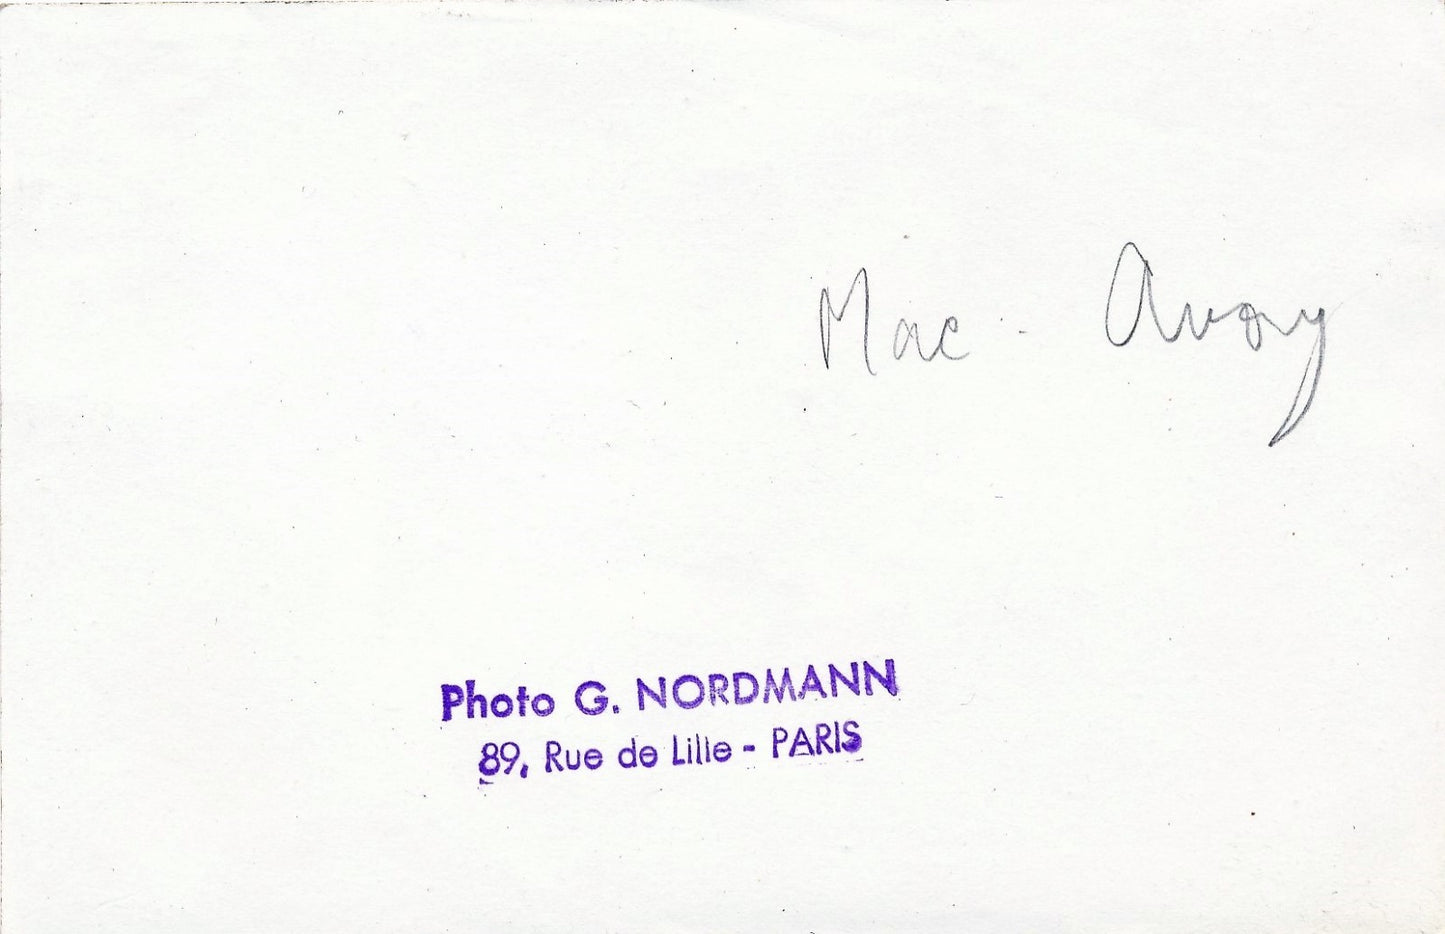 Mac-Avoy
Photo G. NORDMANN
89, Rue de Lille - PARIS